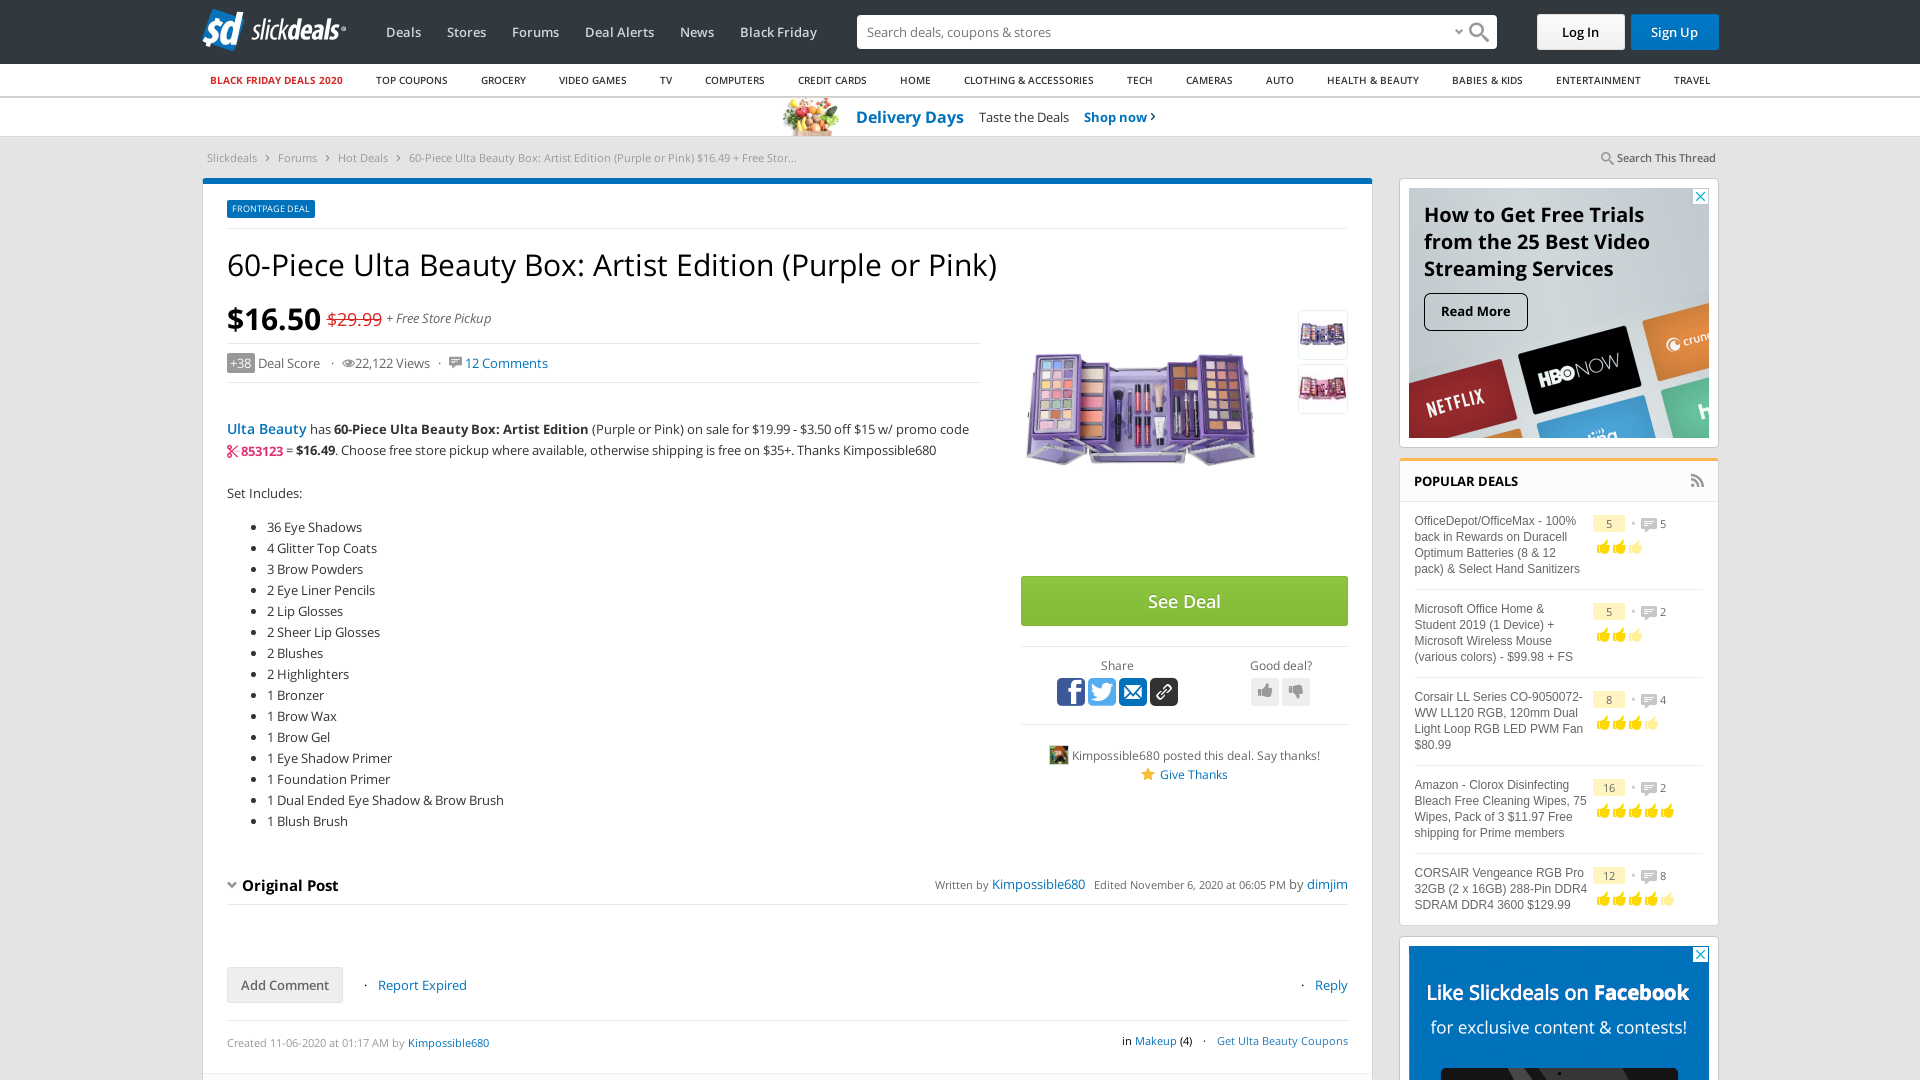 sd slickdeals
Deals Stores Forums Deal Alerts News Black Friday
Search deals, coupons & stores
Log In
Sign Up
BLACK FRIDAY DEALS 2020 TOP COUPONS GROCERY VIDEO GAMES TV COMPUTERS CREDIT CARDS HOME CLOTHING & ACCESSORIES TECH CAMERAS AUTO HEALTH & BEAUTY BABIES & KIDS ENTERTAINMENT TRAVEL
Delivery Days Taste the Deals Shop now ›
Slickdeals › Forums › Hot Deals › 60-Piece Ulta Beauty Box: Artist Edition (Purple or Pink) $16.49 + Free Stor...
Search This Thread
FRONTPAGE DEAL
60-Piece Ulta Beauty Box: Artist Edition (Purple or Pink)
$16.50 $29.99 + Free Store Pickup
+38 Deal Score · 22,122 Views · 12 Comments
Ulta Beauty has 60-Piece Ulta Beauty Box: Artist Edition (Purple or Pink) on sale for $19.99 - $3.50 off $15 w/ promo code
853123 = $16.49. Choose free store pickup where available, otherwise shipping is free on $35+. Thanks Kimpossible680
Set Includes:
• 36 Eye Shadows
• 4 Glitter Top Coats
• 3 Brow Powders
• 2 Eye Liner Pencils
• 2 Lip Glosses
• 2 Sheer Lip Glosses
• 2 Blushes
• 2 Highlighters
• 1 Bronzer
• 1 Brow Wax
• 1 Brow Gel
• 1 Eye Shadow Primer
• 1 Foundation Primer
• 1 Dual Ended Eye Shadow & Brow Brush
• 1 Blush Brush
See Deal
Share
Good deal?
Kimpossible680 posted this deal. Say thanks!
Give Thanks
Original Post
Written by Kimpossible680 Edited November 6, 2020 at 06:05 PM by dimjim
Add Comment · Report Expired
· Reply
Created 11-06-2020 at 01:17 AM by Kimpossible680
in Makeup (4) · Get Ulta Beauty Coupons
How to Get Free Trials
from the 25 Best Video
Streaming Services
Read More
NETFLIX
HBO NOW
crunc
h
ling
POPULAR DEALS
OfficeDepot/OfficeMax - 100%
back in Rewards on Duracell
Optimum Batteries (8 & 12
pack) & Select Hand Sanitizers
5 • 5
Microsoft Office Home &
Student 2019 (1 Device) +
Microsoft Wireless Mouse
(various colors) - $99.98 + FS
5 • 2
Corsair LL Series CO-9050072-
WW LL120 RGB, 120mm Dual
Light Loop RGB LED PWM Fan
$80.99
8 • 4
Amazon - Clorox Disinfecting
Bleach Free Cleaning Wipes, 75
Wipes, Pack of 3 $11.97 Free
shipping for Prime members
16 • 2
CORSAIR Vengeance RGB Pro
32GB (2 x 16GB) 288-Pin DDR4
SDRAM DDR4 3600 $129.99
12 • 8
Like Slickdeals on Facebook
for exclusive content & contests!